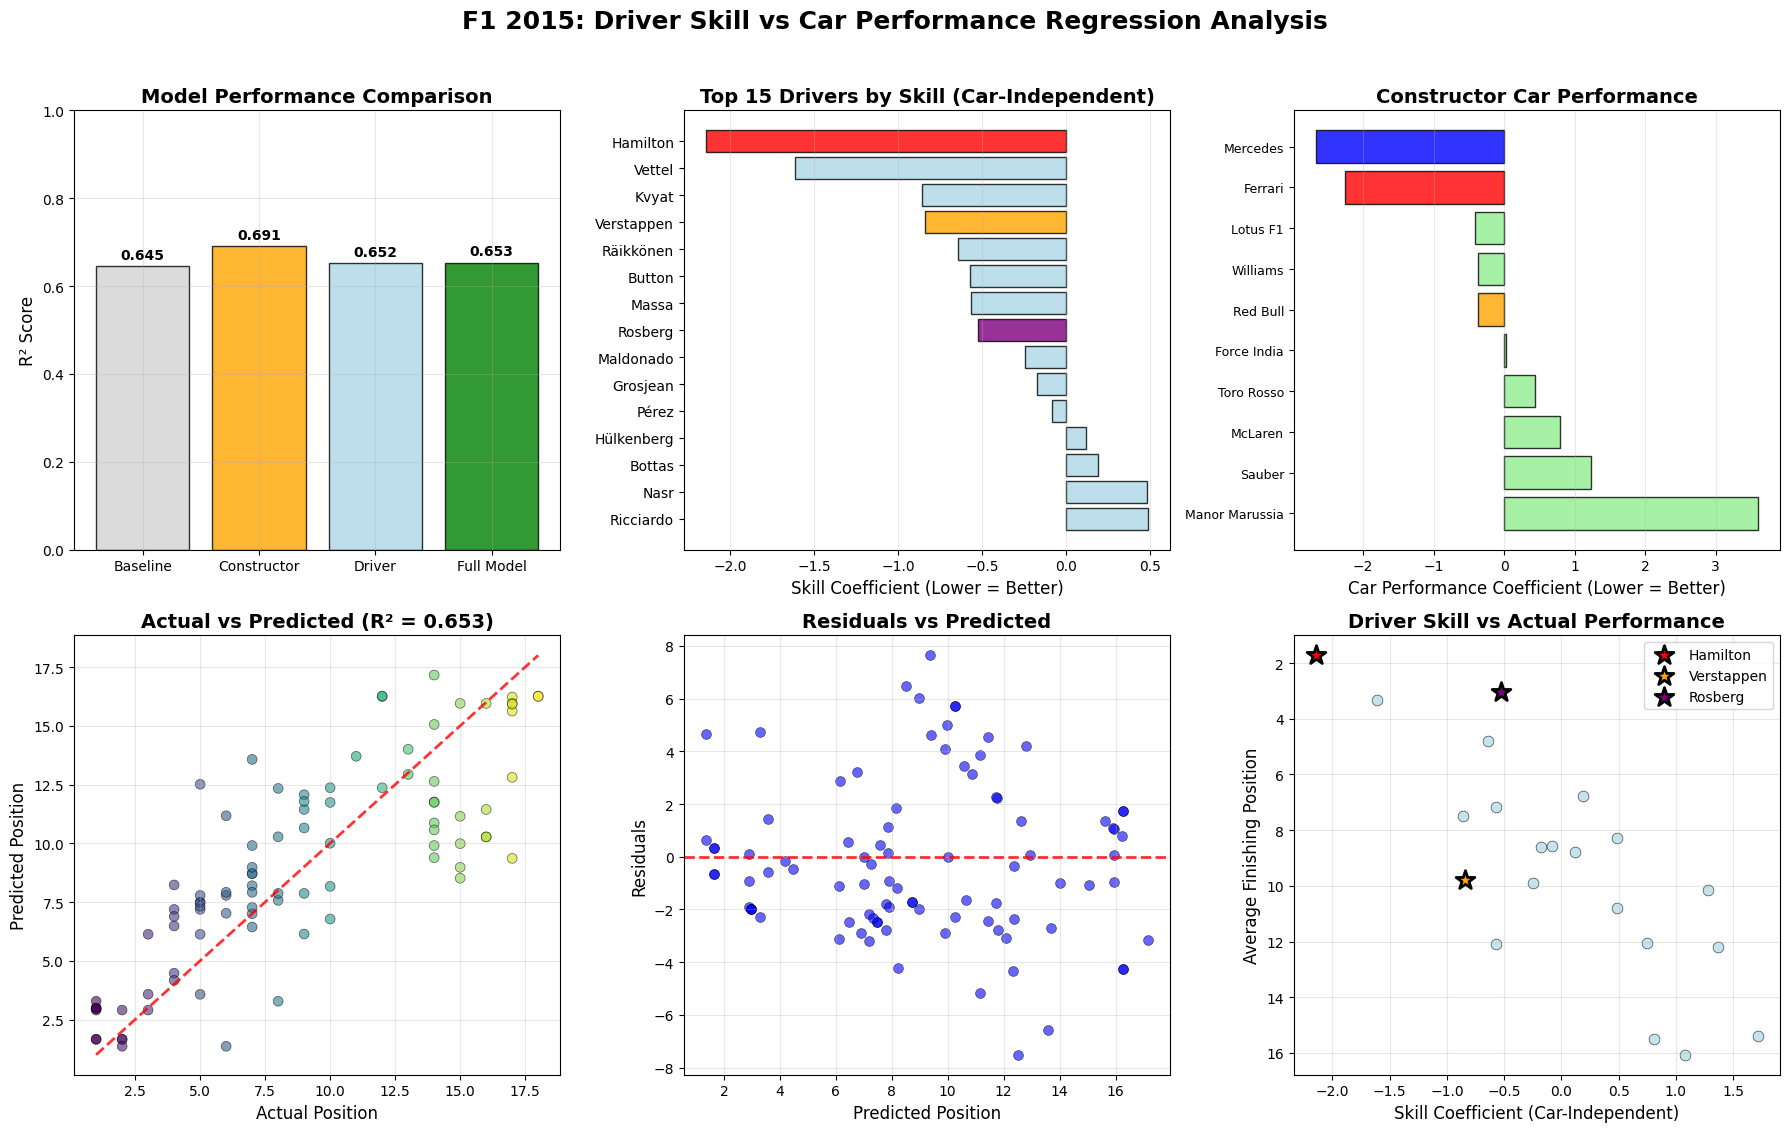 F1 2015: Driver Skill vs Car Performance Regression Analysis
Model Performance Comparison
R² Score
1.0
0.8
0.6
0.4
0.2
0.0
0.645
0.691
0.652
0.653
Baseline Constructor Driver Full Model
Top 15 Drivers by Skill (Car-Independent)
Hamilton
Vettel
Kvyat
Verstappen
Räikkönen
Button
Massa
Rosberg
Maldonado
Grosjean
Pérez
Hülkenberg
Bottas
Nasr
Ricciardo
−2.0 −1.5 −1.0 −0.5 0.0 0.5
Skill Coefficient (Lower = Better)
Constructor Car Performance
Mercedes
Ferrari
Lotus F1
Williams
Red Bull
Force India
Toro Rosso
McLaren
Sauber
Manor Marussia
−2 −1 0 1 2 3
Car Performance Coefficient (Lower = Better)
Actual vs Predicted (R² = 0.653)
Predicted Position
17.5
15.0
12.5
10.0
7.5
5.0
2.5
2.5 5.0 7.5 10.0 12.5 15.0 17.5
Actual Position
Residuals vs Predicted
Residuals
8
6
4
2
0
−2
−4
−6
−8
2 4 6 8 10 12 14 16
Predicted Position
Driver Skill vs Actual Performance
Average Finishing Position
2
4
6
8
10
12
14
16
Hamilton
Verstappen
Rosberg
−2.0 −1.5 −1.0 −0.5 0.0 0.5 1.0 1.5
Skill Coefficient (Car-Independent)